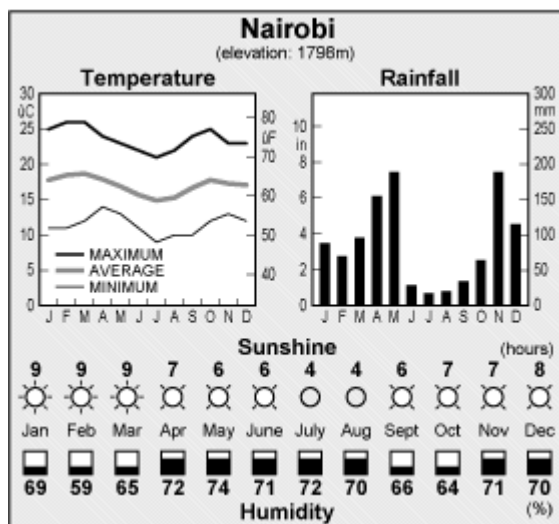 Nairobi
(elevation: 1798m)
Temperature
Rainfall
30
ûC
25
20
15
10
5
0
80
ûF
70
60
50
40
MAXIMUM
AVERAGE
MINIMUM
J F M A M J J A S O N D
10
in
8
6
4
2
0
300
mm
250
200
150
100
50
0
J F M A M J J A S O N D
Sunshine (hours)
9 9 9 7 6 6 4 4 6 7 7 8
Jan Feb Mar Apr May June July Aug Sept Oct Nov Dec
69 59 65 72 74 71 72 70 66 64 71 70
Humidity (%)